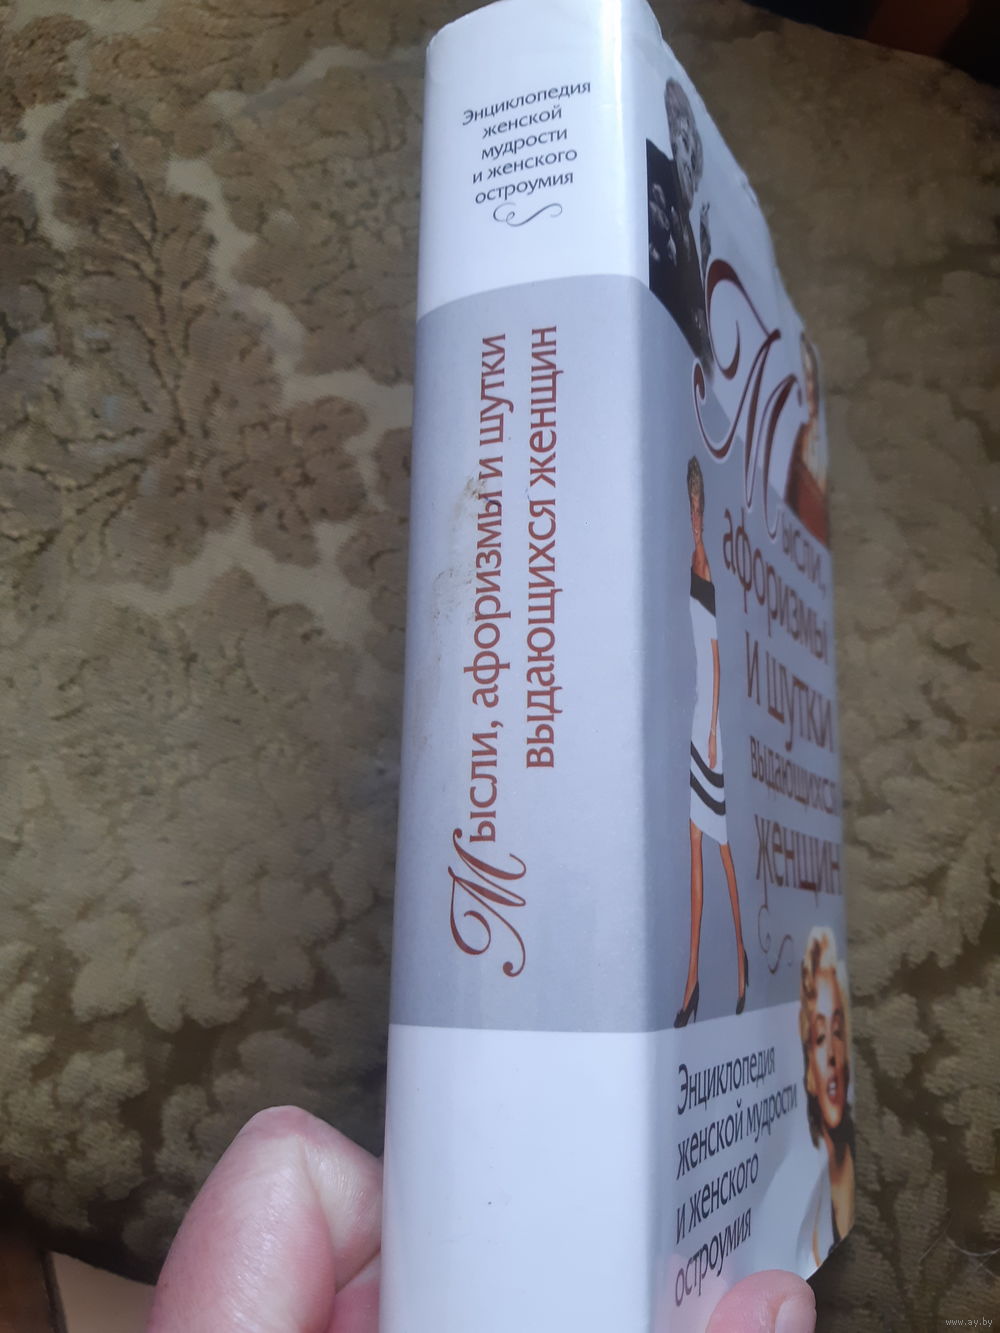 Энциклопедия
женской
мудрости
и женского
остроумия
Мысли, афоризмы и шутки
выдающихся женщин
Мысли,
афоризмы
и шутки
выдающихся
женщин
Энциклопедия
женской мудрости
и женского
остроумия
www.ay.by